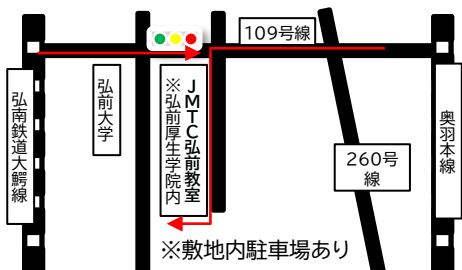 109号線
弘南鉄道大鰐線
弘前大学
JMTC弘前教室
※弘前厚生学院内
260号
線
奥羽本線
※敷地内駐車場あり